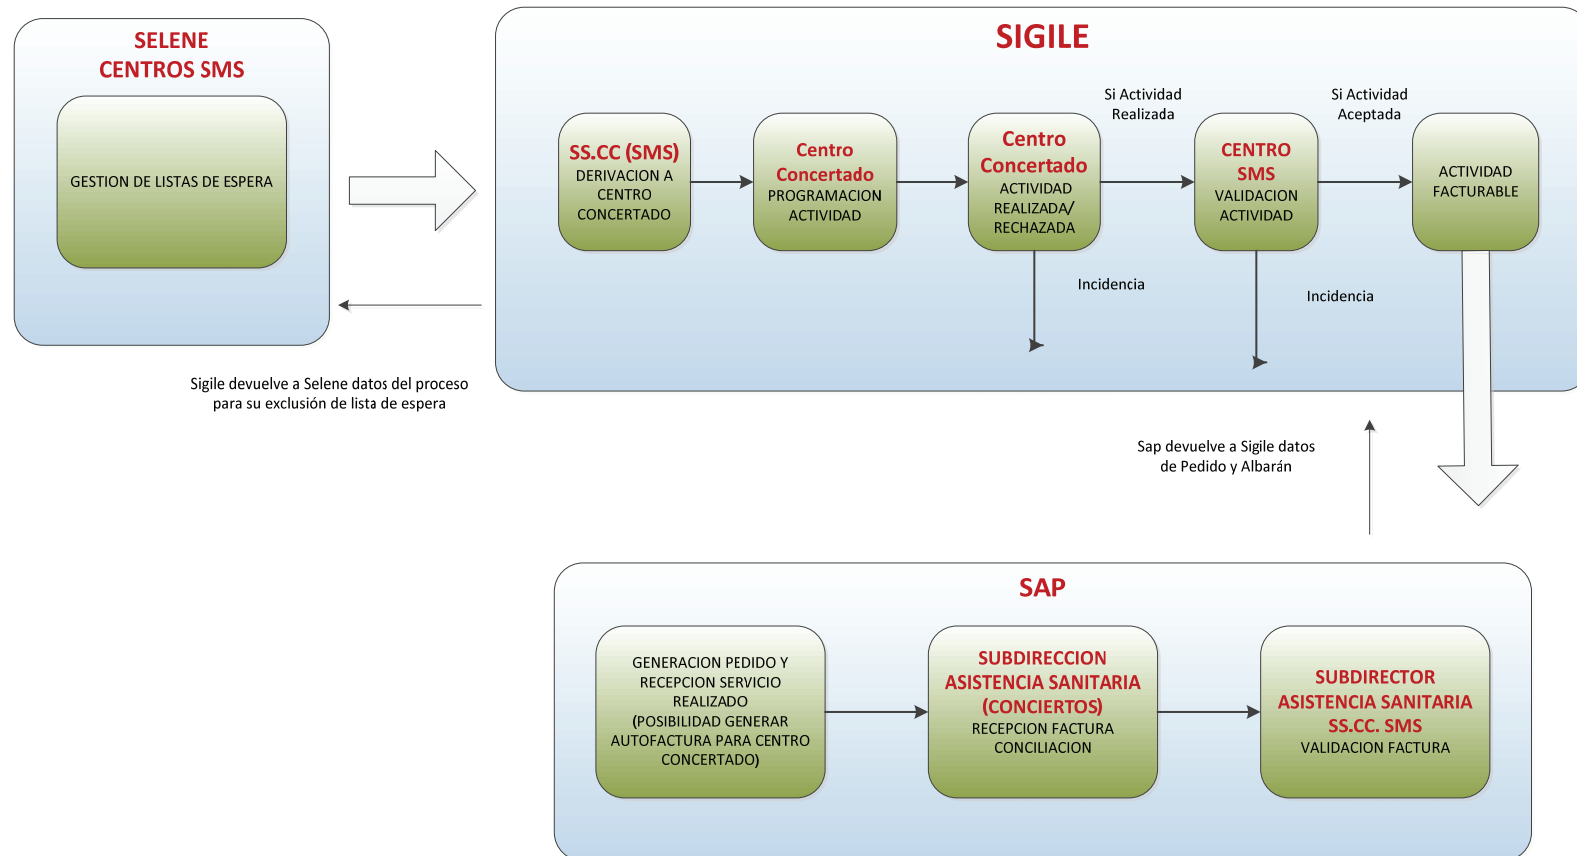 SELENE
CENTROS SMS
GESTION DE LISTAS DE ESPERA
SIGILE
SS.CC (SMS)
DERIVACION A
CENTRO
CONCERTADO
Centro
Concertado
PROGRAMACION
ACTIVIDAD
Centro
Concertado
ACTIVIDAD
REALIZADA/
RECHAZADA
Si Actividad
Realizada
CENTRO
SMS
VALIDACION
ACTIVIDAD
Si Actividad
Aceptada
ACTIVIDAD
FACTURABLE
Incidencia
Incidencia
Sigile devuelve a Selene datos del proceso
para su exclusión de lista de espera
Sap devuelve a Sigile datos
de Pedido y Albarán
SAP
GENERACION PEDIDO Y
RECEPCION SERVICIO
REALIZADO
(POSIBILIDAD GENERAR
AUTOFACTURA PARA CENTRO
CONCERTADO)
SUBDIRECCION
ASISTENCIA SANITARIA
(CONCIERTOS)
RECEPCION FACTURA
CONCILIACION
SUBDIRECTOR
ASISTENCIA SANITARIA
SS.CC. SMS
VALIDACION FACTURA